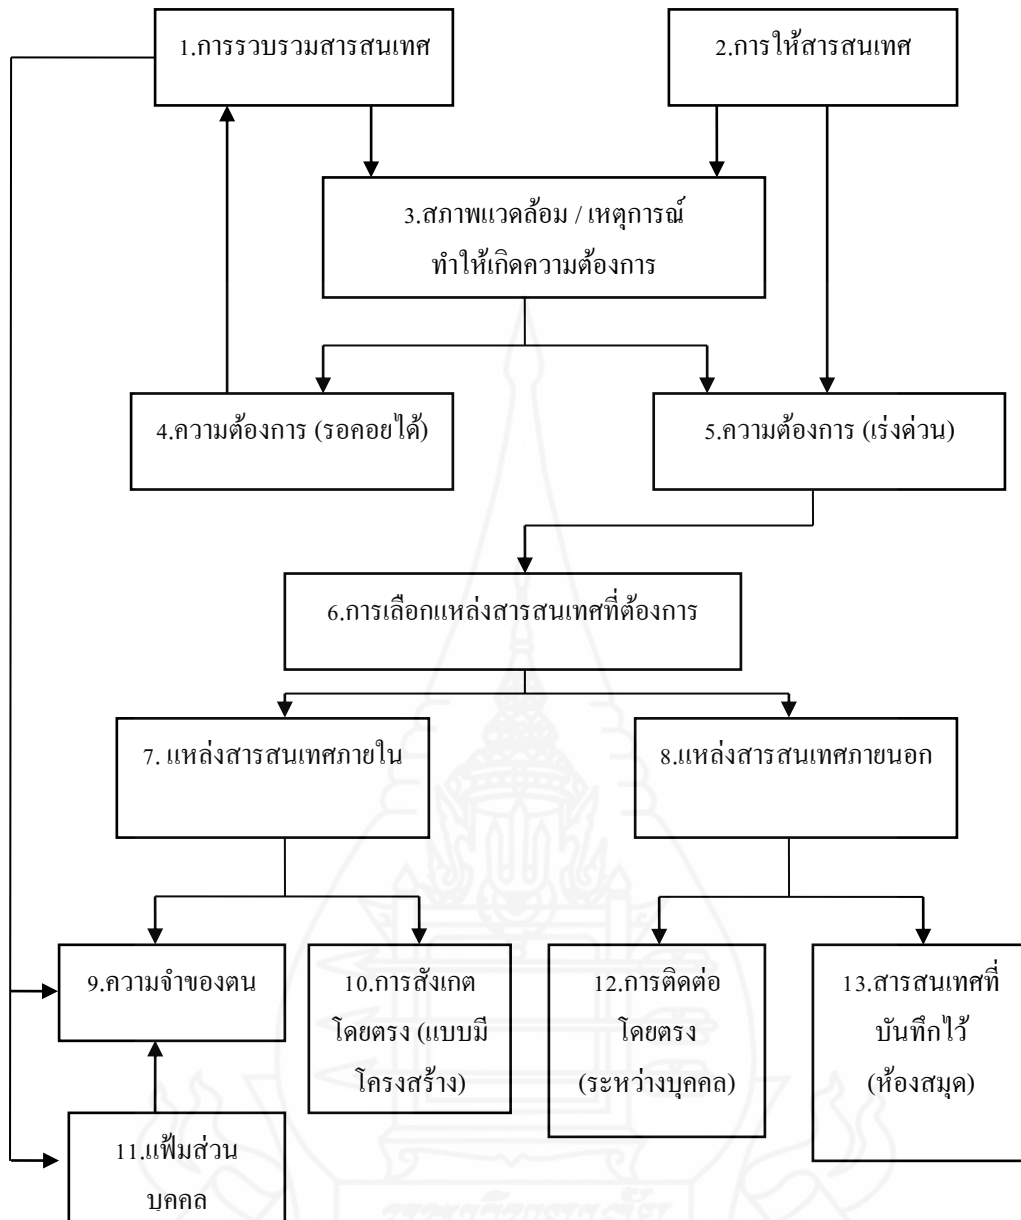 1.การรวบรวมสารสนเทศ
2.การให้สารสนเทศ
3.สภาพแวดล้อม / เหตุการณ์
ทำให้เกิดความต้องการ
4.ความต้องการ (รอคอยได้)
5.ความต้องการ (เร่งด่วน)
6.การเลือกแหล่งสารสนเทศที่ต้องการ
7. แหล่งสารสนเทศภายใน
8.แหล่งสารสนเทศภายนอก
9.ความจำของตน
10.การสังเกต
โดยตรง (แบบมี
โครงสร้าง)
12.การติดต่อ
โดยตรง
(ระหว่างบุคคล)
13.สารสนเทศที่
บันทึกไว้
(ห้องสมุด)
11.แฟ้มส่วน
บุคคล